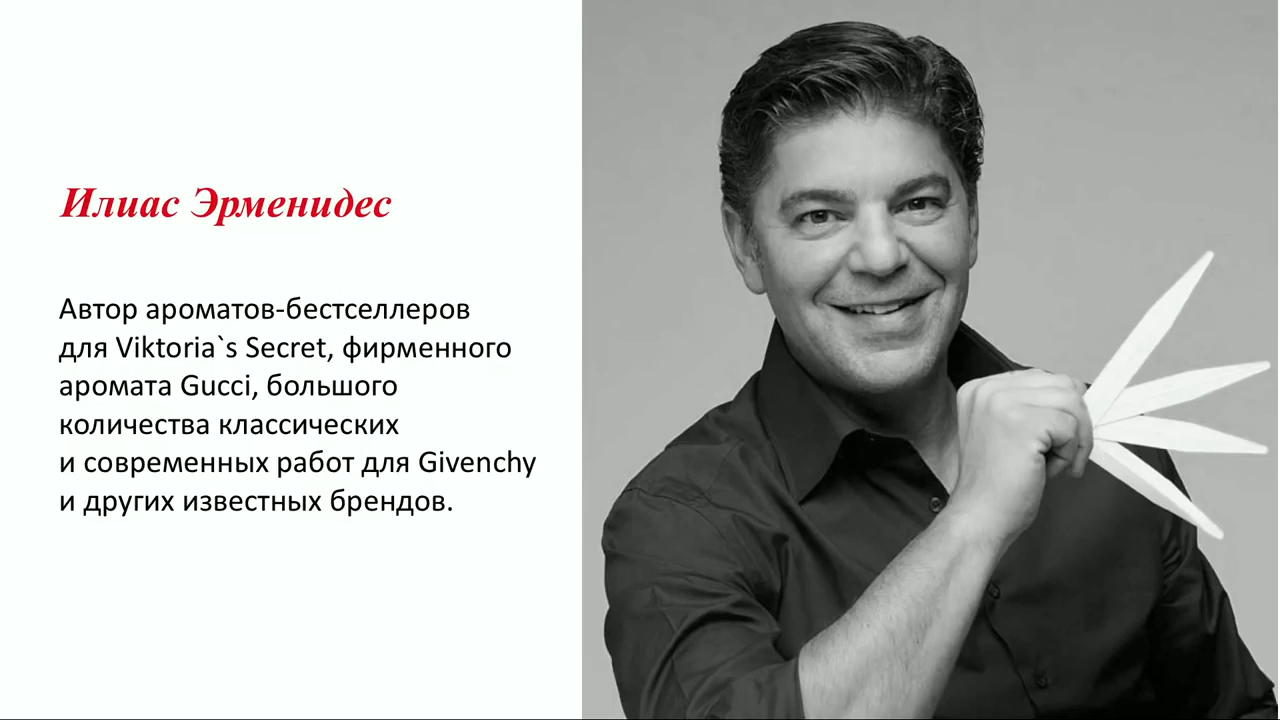 Илиас Эрменидес
Автор ароматов-бестселлеров
для Viktoria`s Secret, фирменного
аромата Gucci, большого
количества классических
и современных работ для Givenchy
и других известных брендов.